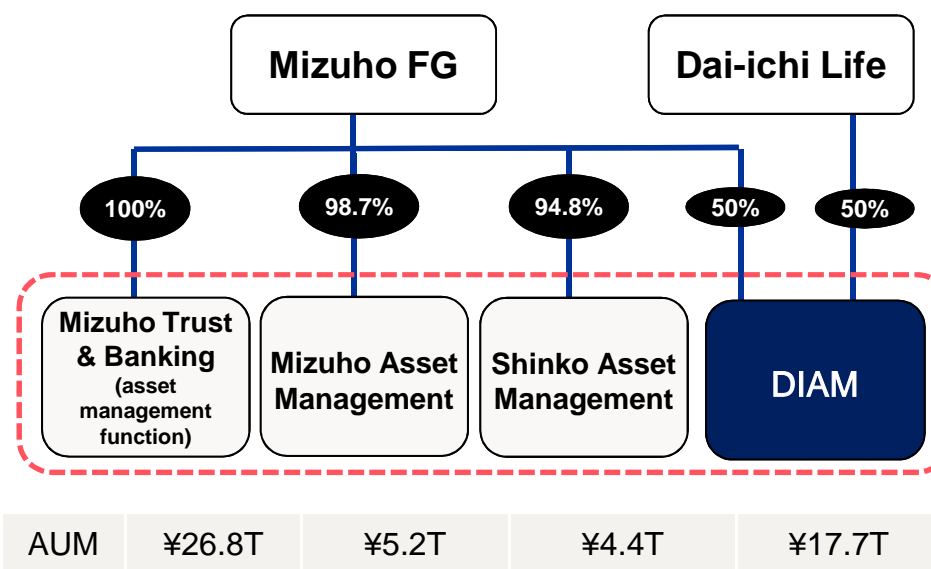 Mizuho FG
Dai-ichi Life
100%
98.7%
94.8%
50%
50%
Mizuho Trust
& Banking
(asset
management
function)
Mizuho Asset
Management
Shinko Asset
Management
DIAM
AUM ¥26.8T ¥5.2T ¥4.4T ¥17.7T